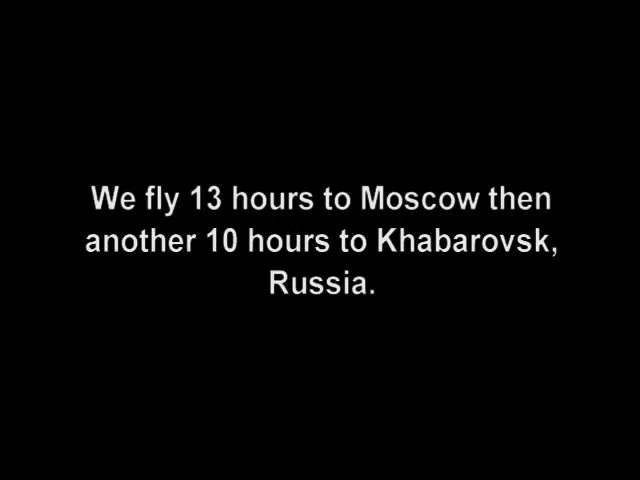 We fly 13 hours to Moscow then
another 10 hours to Khabarovsk,
Russia.